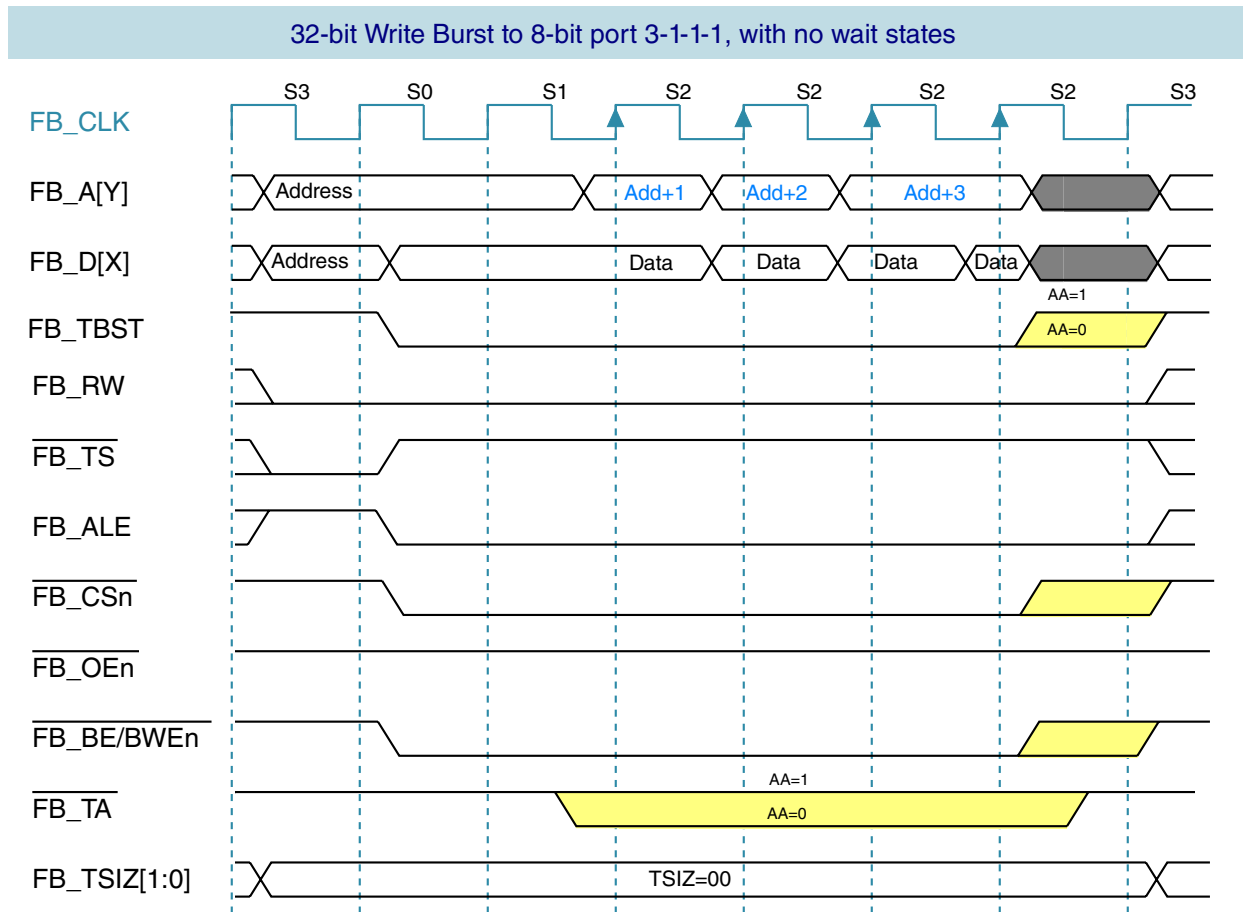 32-bit Write Burst to 8-bit port 3-1-1-1, with no wait states
S3 S0 S1 S2 S2 S2 S2 S3
FB_CLK
FB_A[Y] Address Add+1 Add+2 Add+3
FB_D[X] Address Data Data Data Data
AA=1
FB_TBST AA=0
FB_RW
FB_TS
FB_ALE
FB_CSn
FB_OEn
FB_BE/BWEn
AA=1
FB_TA AA=0
FB_TSIZ[1:0] TSIZ=00